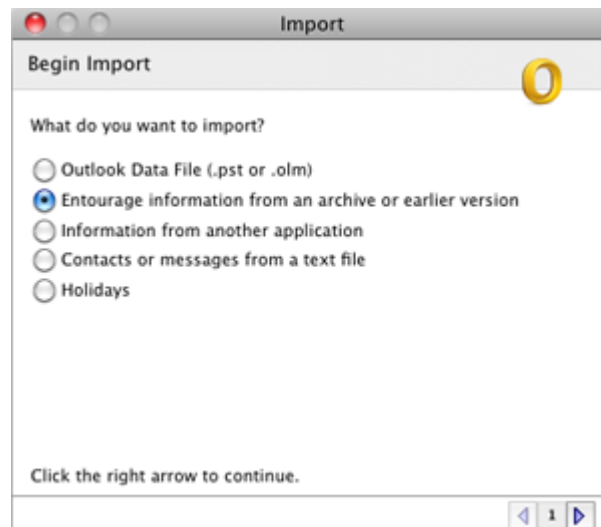 Import
Begin Import
What do you want to import?
Outlook Data File (.pst or .olm)
Entourage information from an archive or earlier version
Information from another application
Contacts or messages from a text file
Holidays
Click the right arrow to continue.
1